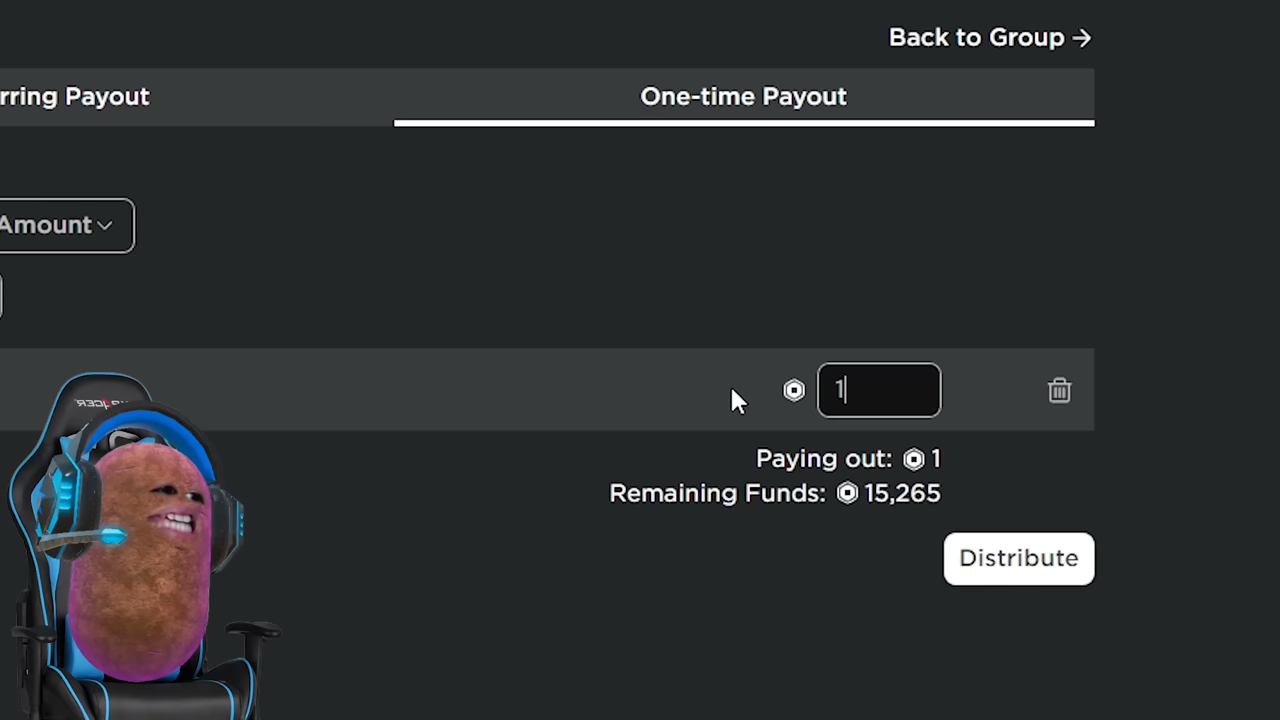 Back to Group
rring Payout
One-time Payout
Amount
1
Paying out: 1
Remaining Funds: 15,265
Distribute